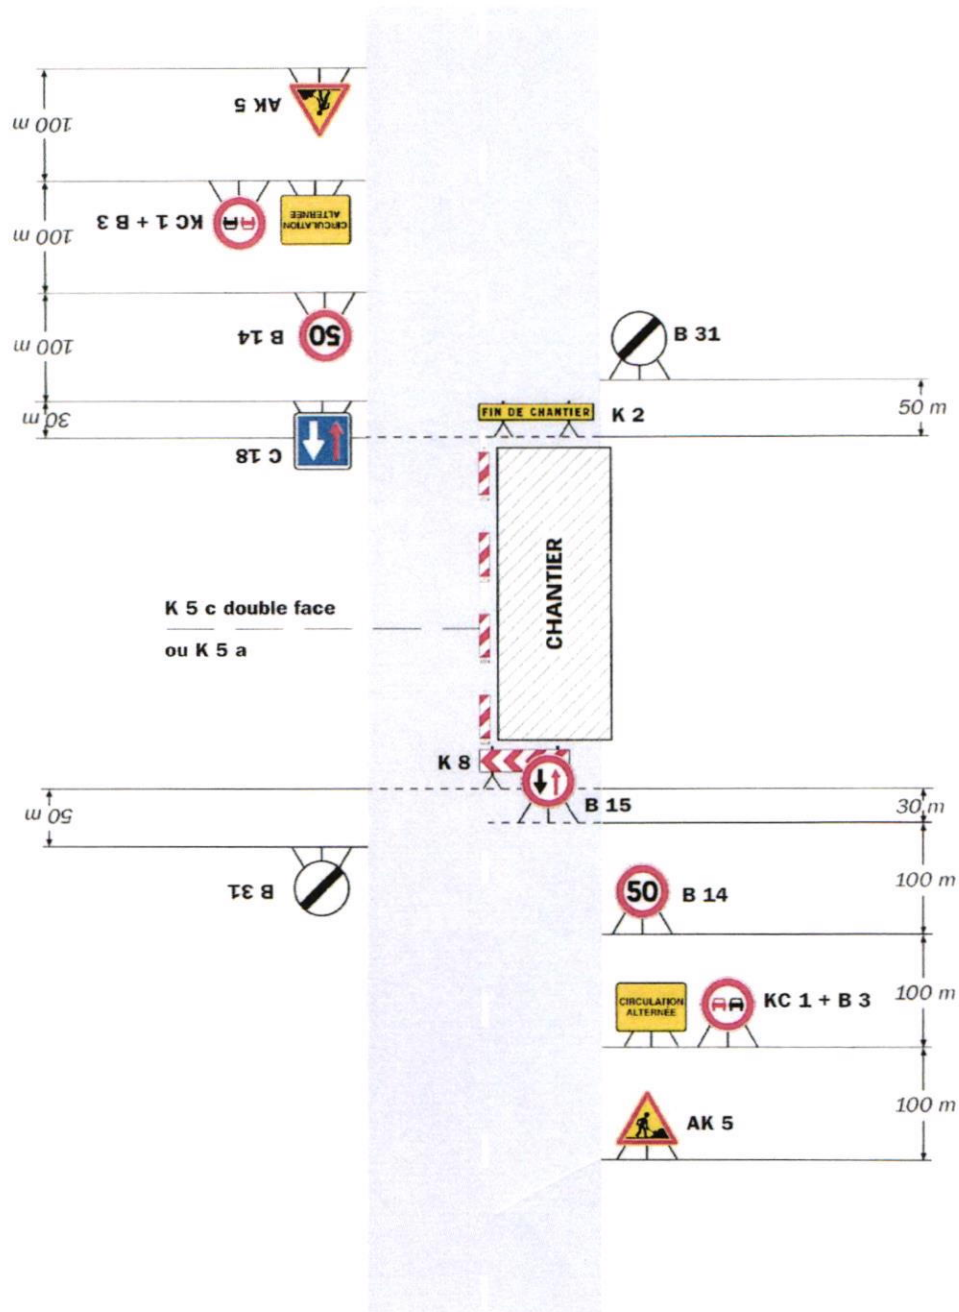 AK 5
100 m
KC 1 + B 3
CIRCULATION
ALTERNÉE
100 m
B 14
50
100 m
B 31
50 m
30 m
C 18
FIN DE CHANTIER
K 2
CHANTIER
K 5 c double face
ou K 5 a
K 8
B 15
30 m
50 m
B 31
50
B 14
100 m
CIRCULATION
ALTERNÉE
KC 1 + B 3
100 m
AK 5
100 m